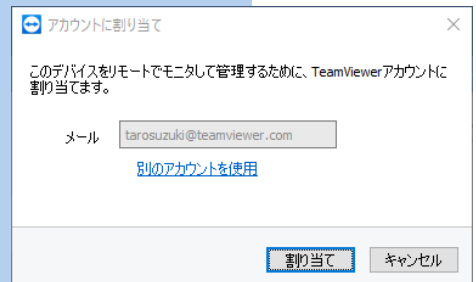 アカウントに割り当て
このデバイスをリモートでモニタして管理するために、TeamViewerアカウントに
割り当てます。
メール
tarosuzuki@teamviewer.com
別のアカウントを使用
割り当て
キャンセル